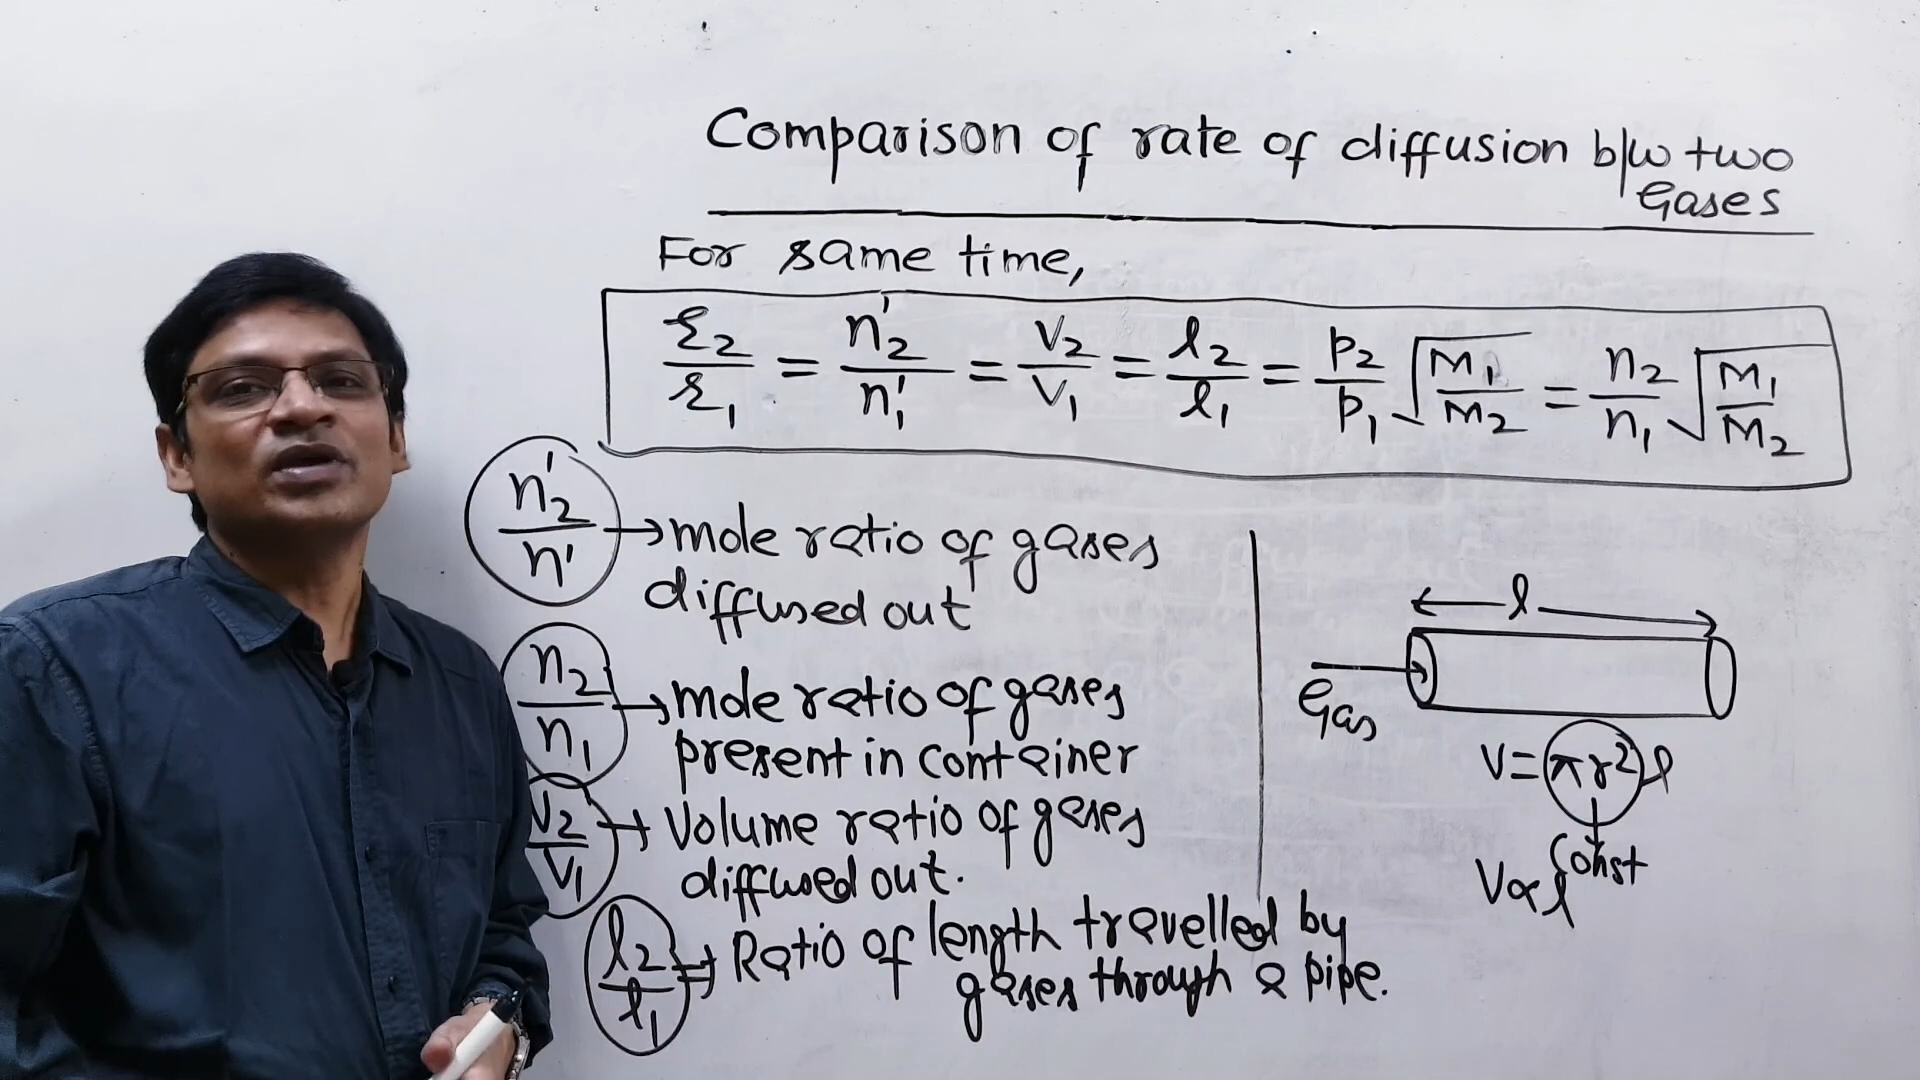 Comparison of rate of diffusion b/w two
Gases
For same time,
r₂/r₁ = n₂'/n₁' = V₂/V₁ = l₂/l₁ = P₂/P₁ √(M₁/M₂) = n₂/n₁ √(M₁/M₂)
n₂'/n' → mole ratio of gases
diffused out
n₂/n₁ → mole ratio of gases
present in container
V₂/V₁ → Volume ratio of gases
diffused out.
l₂/l₁ → Ratio of length travelled by
gases through a pipe.
l
Gas
V = πr² l
Const
V ∝ l